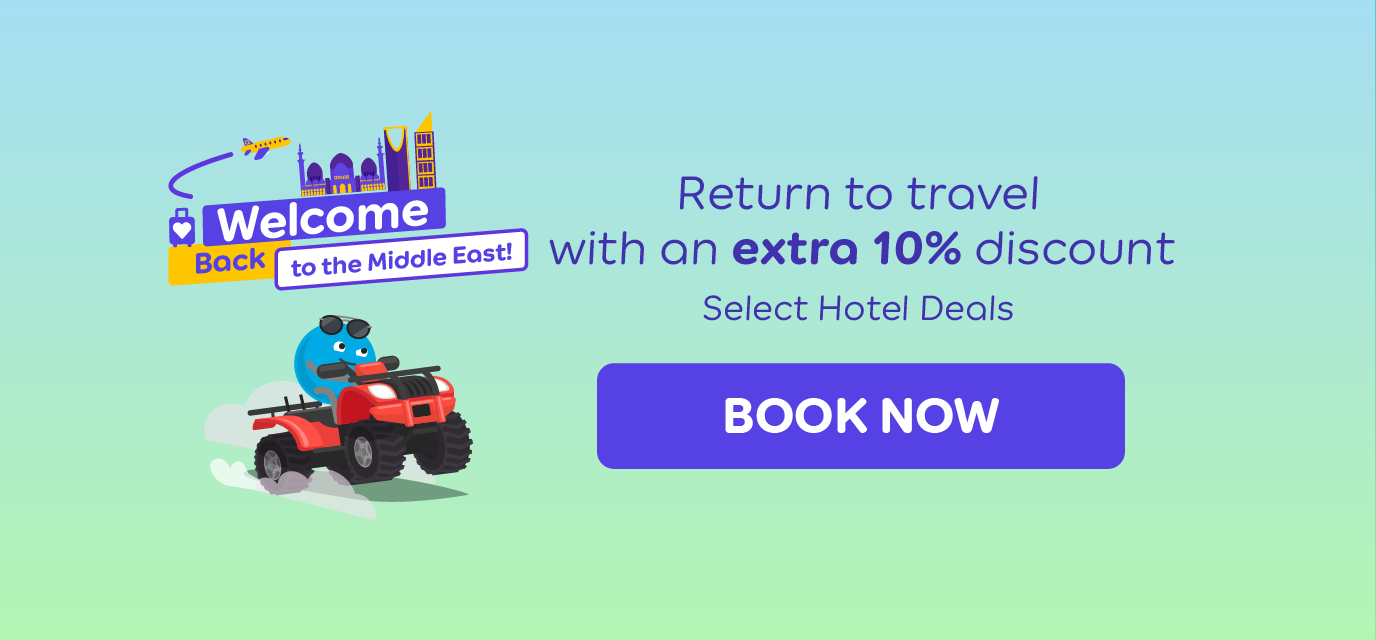 Welcome
Back
to the Middle East!
Return to travel
with an extra 10% discount
Select Hotel Deals
BOOK NOW